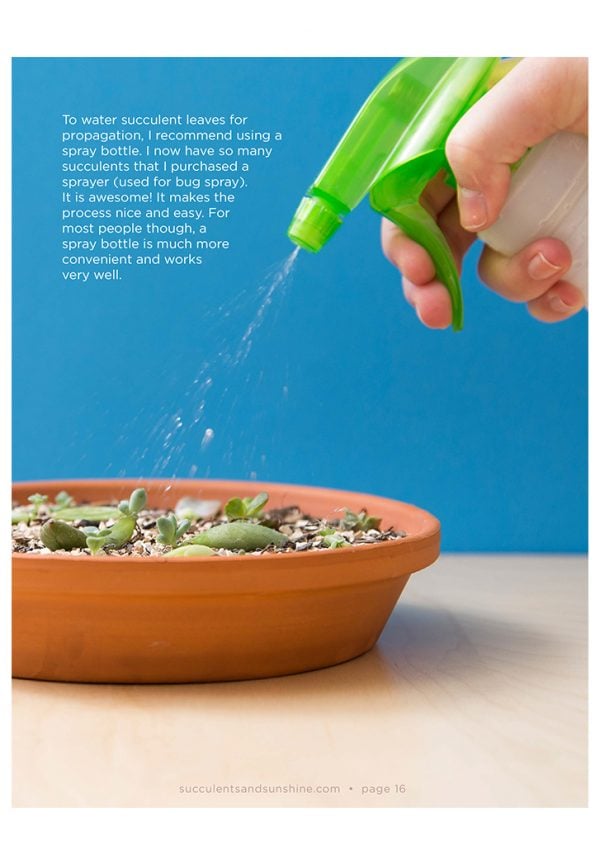 To water succulent leaves for
propagation, I recommend using a
spray bottle. I now have so many
succulents that I purchased a
sprayer (used for bug spray).
It is awesome! It makes the
process nice and easy. For
most people though, a
spray bottle is much more
convenient and works
very well.
succulentsandsunshine.com • page 16